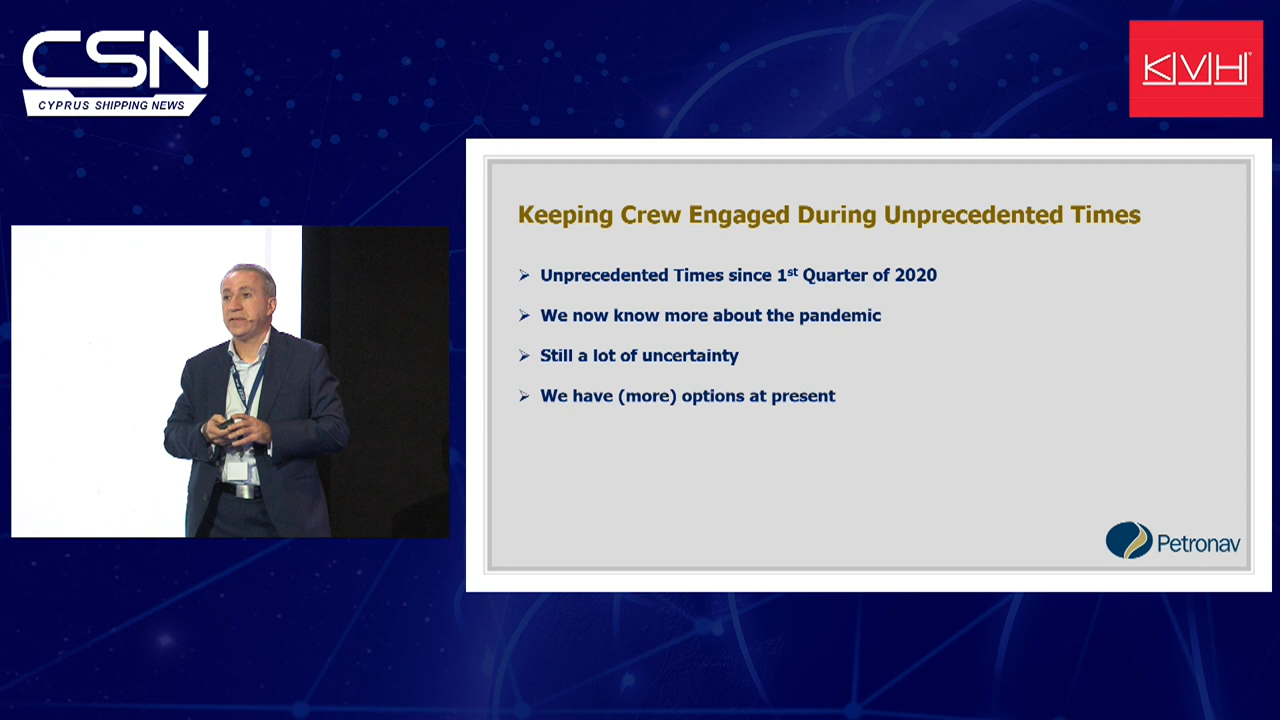 CSN
CYPRUS SHIPPING NEWS
KVH
Keeping Crew Engaged During Unprecedented Times
➢ Unprecedented Times since 1st Quarter of 2020
➢ We now know more about the pandemic
➢ Still a lot of uncertainty
➢ We have (more) options at present
Petronav